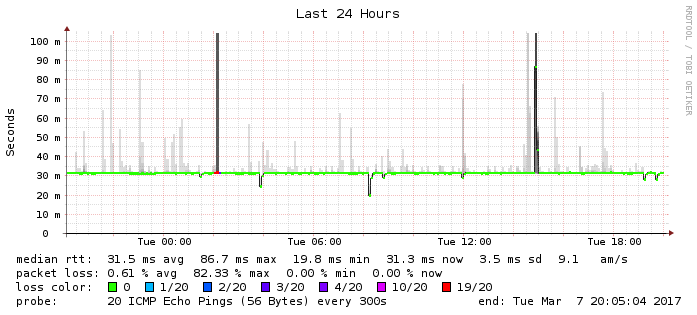 Last 24 Hours
RRDTOOL / TOBI OETIKER
Seconds
100 m
90 m
80 m
70 m
60 m
50 m
40 m
30 m
20 m
10 m
0
Tue 00:00 Tue 06:00 Tue 12:00 Tue 18:00
median rtt: 31.5 ms avg 86.7 ms max 19.8 ms min 31.3 ms now 3.5 ms sd 9.1 am/s
packet loss: 0.61 % avg 82.33 % max 0.00 % min 0.00 % now
loss color: 0 1/20 2/20 3/20 4/20 10/20 19/20
probe: 20 ICMP Echo Pings (56 Bytes) every 300s end: Tue Mar 7 20:05:04 2017